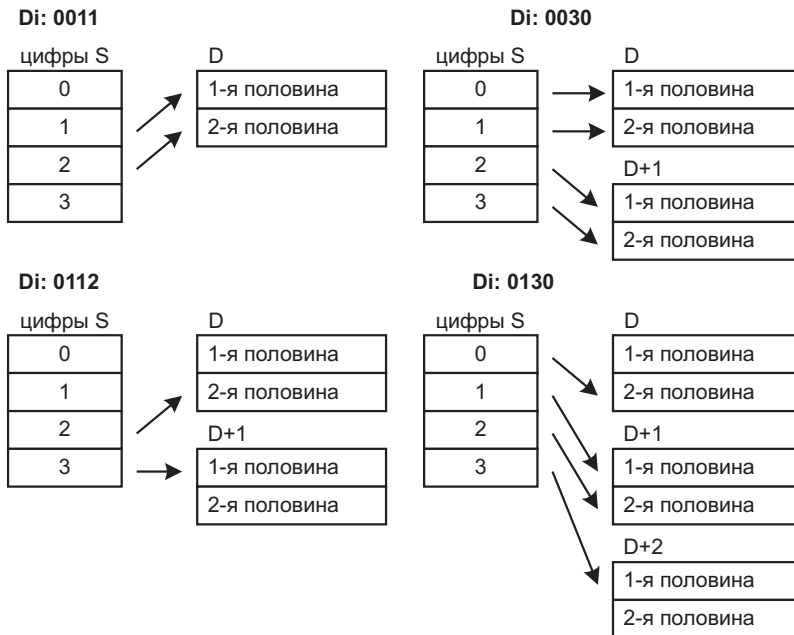 Di: 0011
цифры S
D
0
1
2
3
1-я половина
2-я половина
Di: 0030
цифры S
D
0
1
2
3
1-я половина
2-я половина
D+1
1-я половина
2-я половина
Di: 0112
цифры S
D
0
1
2
3
1-я половина
2-я половина
D+1
1-я половина
2-я половина
Di: 0130
цифры S
D
0
1
2
3
1-я половина
2-я половина
D+1
1-я половина
2-я половина
D+2
1-я половина
2-я половина